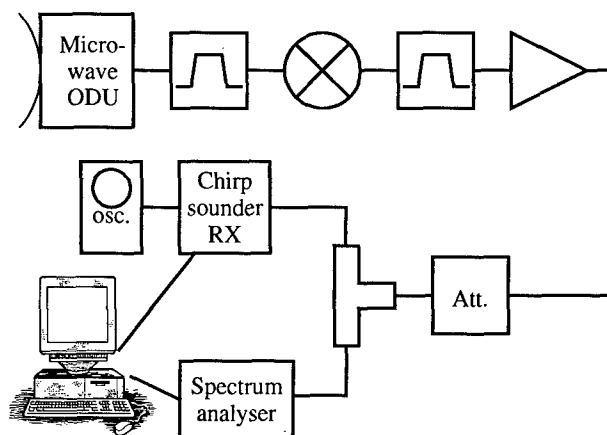 Micro-
wave
ODU
osc.
Chirp
sounder
RX
Att.
Spectrum
analyser